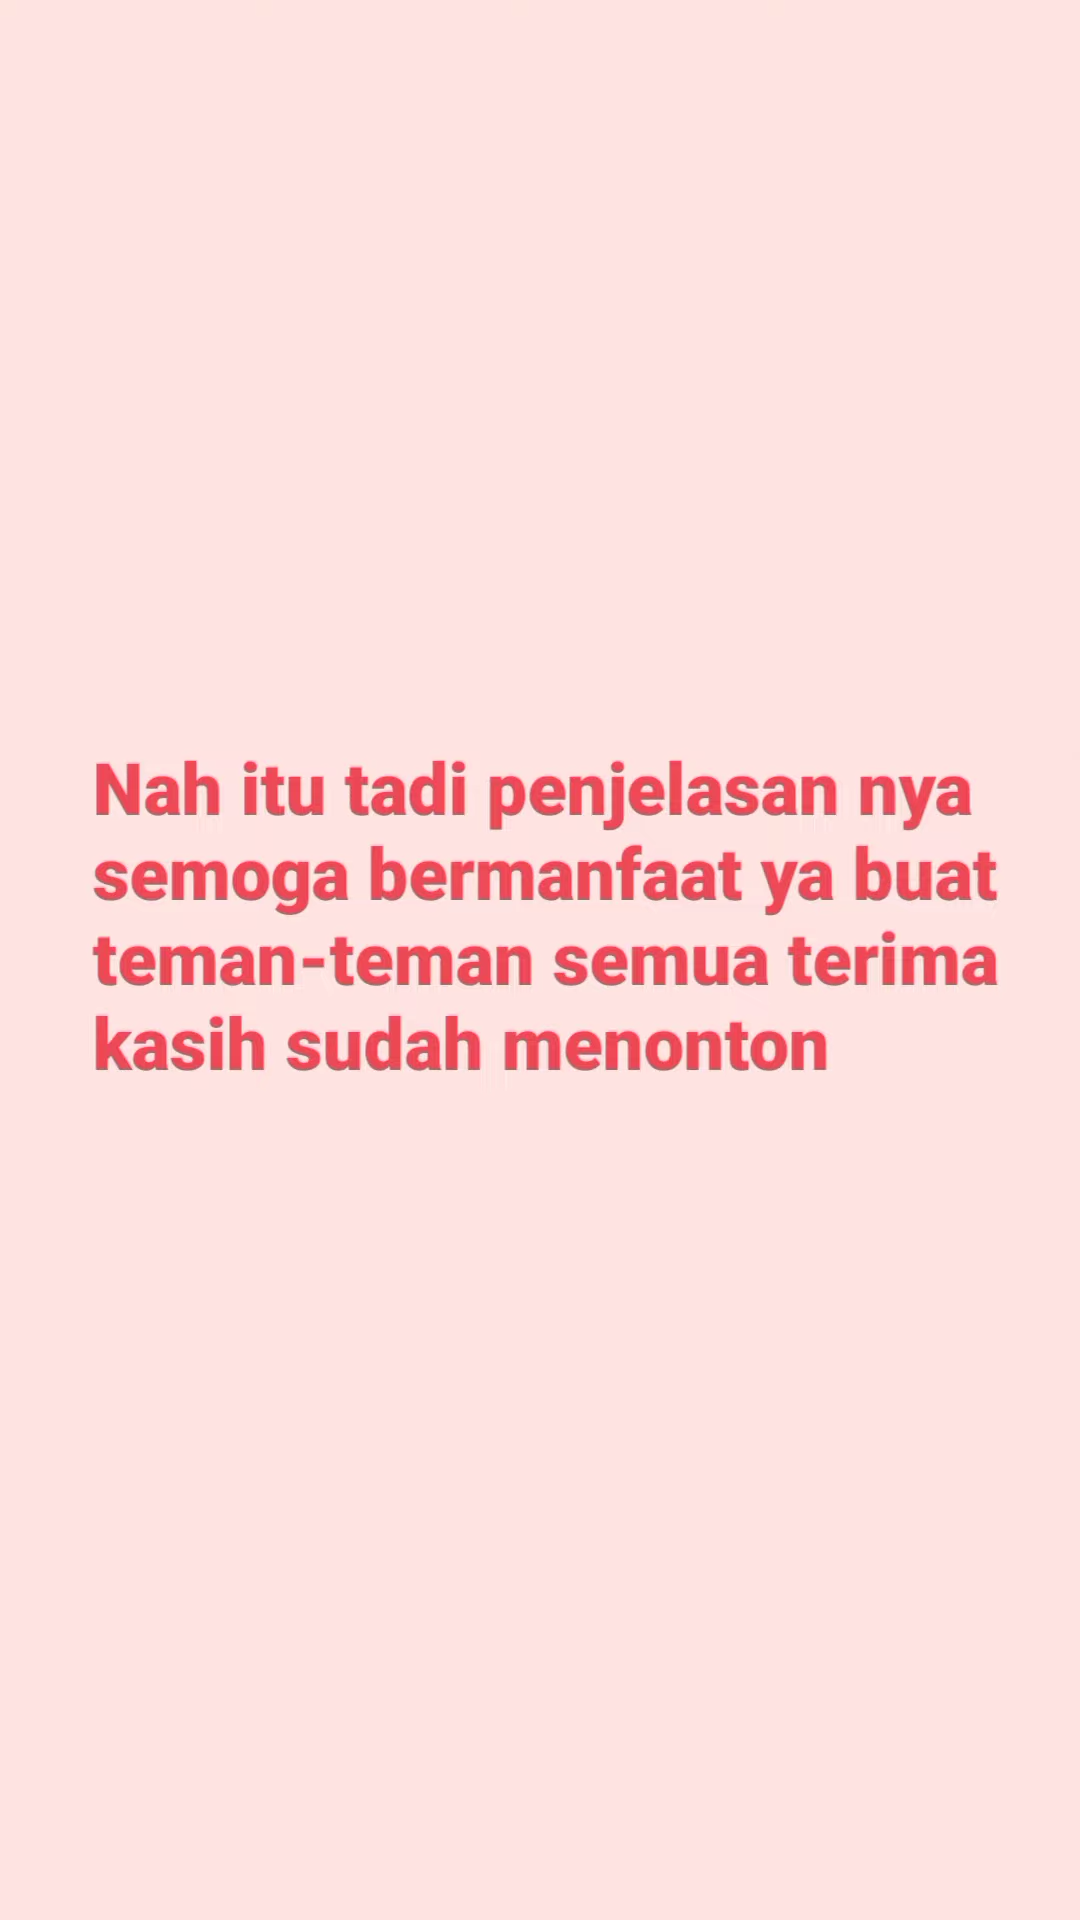 Nah itu tadi penjelasan nya
semoga bermanfaat ya buat
teman-teman semua terima
kasih sudah menonton